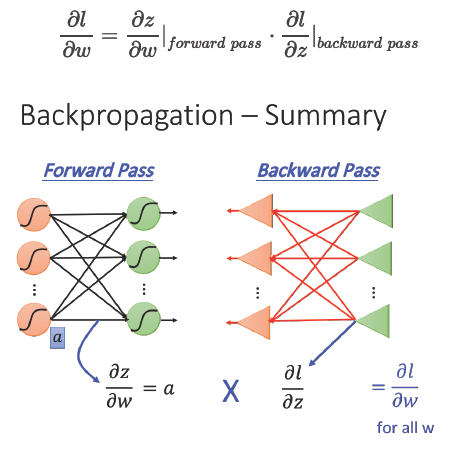 ∂l/∂w = ∂z/∂w|forward pass · ∂l/∂z|backward pass
Backpropagation – Summary
Forward Pass
Backward Pass
⋮ ⋮ ⋮ ⋮
a
∂z/∂w = a X ∂l/∂z = ∂l/∂w
for all w